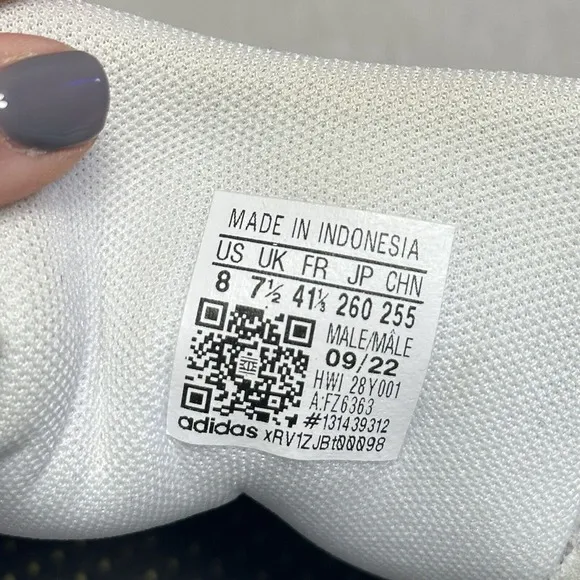 MADE IN INDONESIA
US UK FR JP CHN
8 7½ 41⅓ 260 255
MALE/MÂLE
09/22
HWI 28Y001
A:FZ6363
#131439312
adidas xRV1ZJBt00098